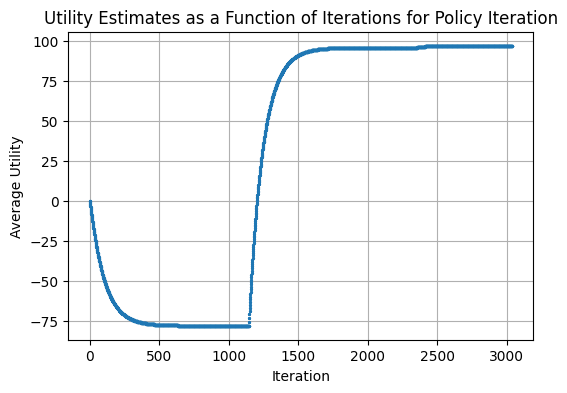 Utility Estimates as a Function of Iterations for Policy Iteration
Average Utility
100
75
50
25
0
−25
−50
−75
0 500 1000 1500 2000 2500 3000
Iteration